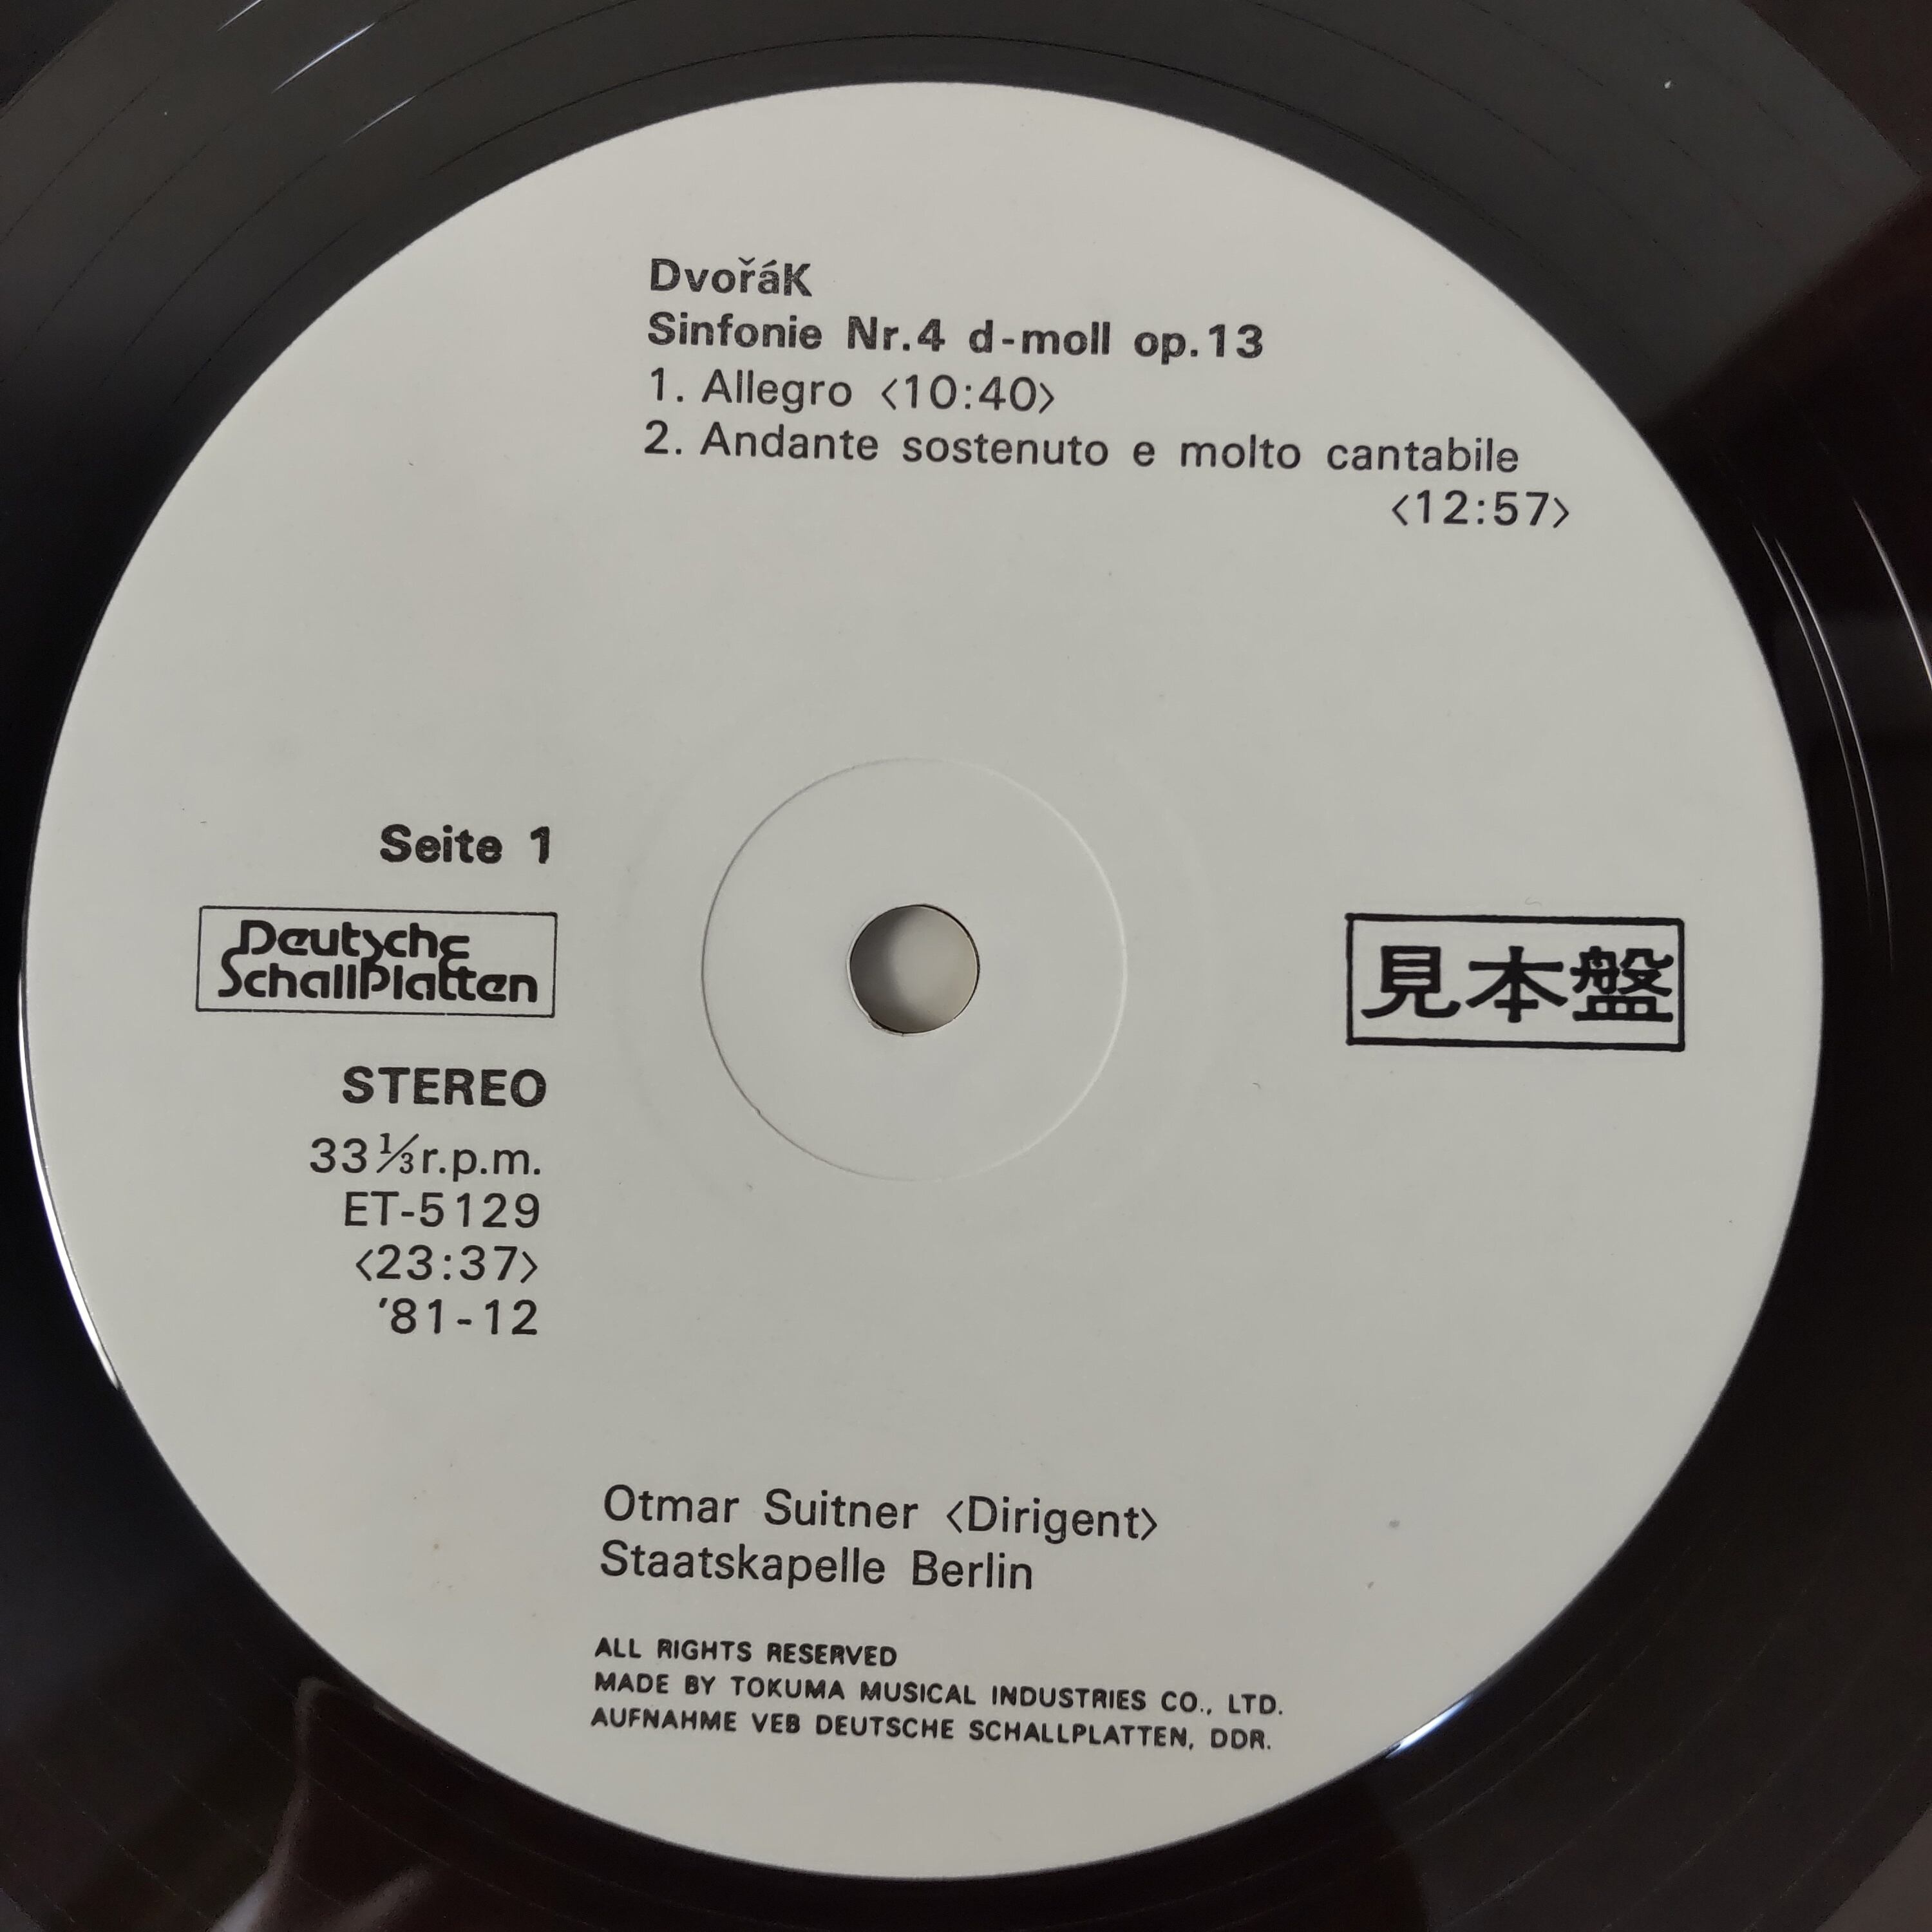 DvořáK
Sinfonie Nr.4 d-moll op.13
1. Allegro 〈10:40〉
2. Andante sostenuto e molto cantabile
〈12:57〉
Seite 1
Deutsche
SchallPlatten
見本盤
STEREO
33⅓r.p.m.
ET-5129
〈23:37〉
'81-12
Otmar Suitner 〈Dirigent〉
Staatskapelle Berlin
ALL RIGHTS RESERVED
MADE BY TOKUMA MUSICAL INDUSTRIES CO., LTD.
AUFNAHME VEB DEUTSCHE SCHALLPLATTEN, DDR.